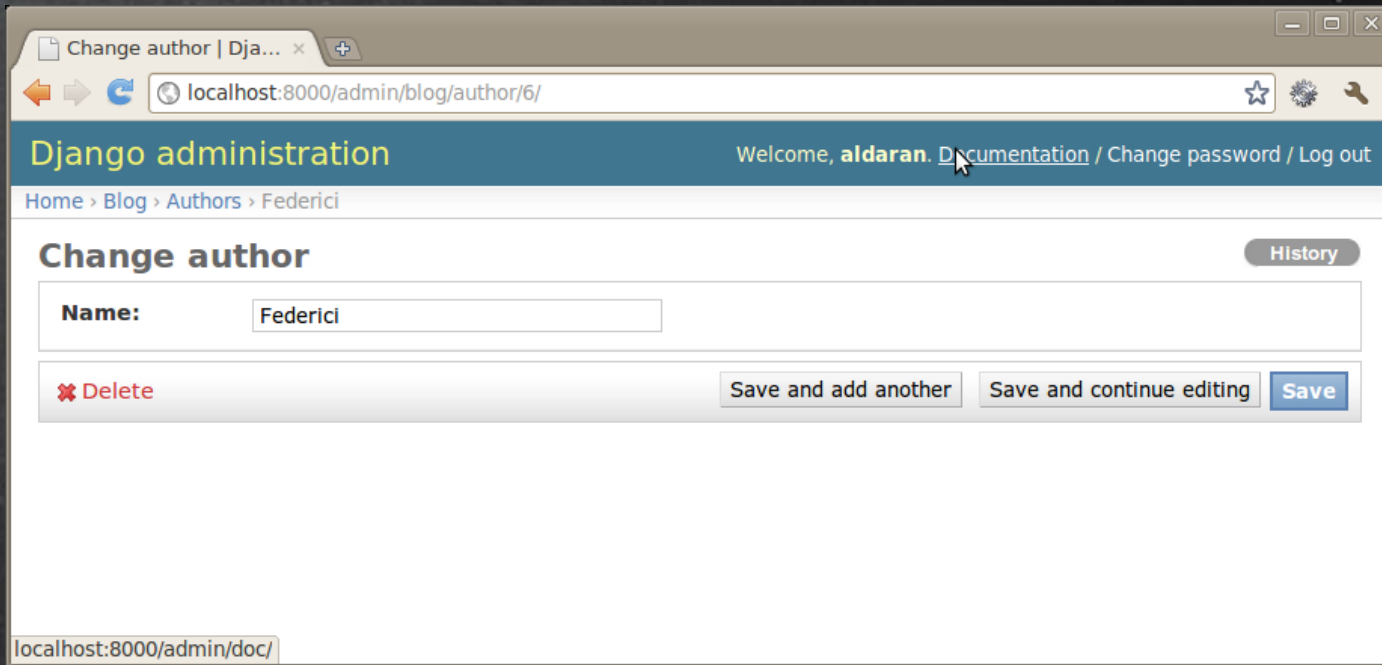 Change author | Dja...
localhost:8000/admin/blog/author/6/
Django administration
Welcome, aldaran. Documentation / Change password / Log out
Home › Blog › Authors › Federici
Change author
History
Name: Federici
Delete
Save and add another
Save and continue editing
Save
localhost:8000/admin/doc/